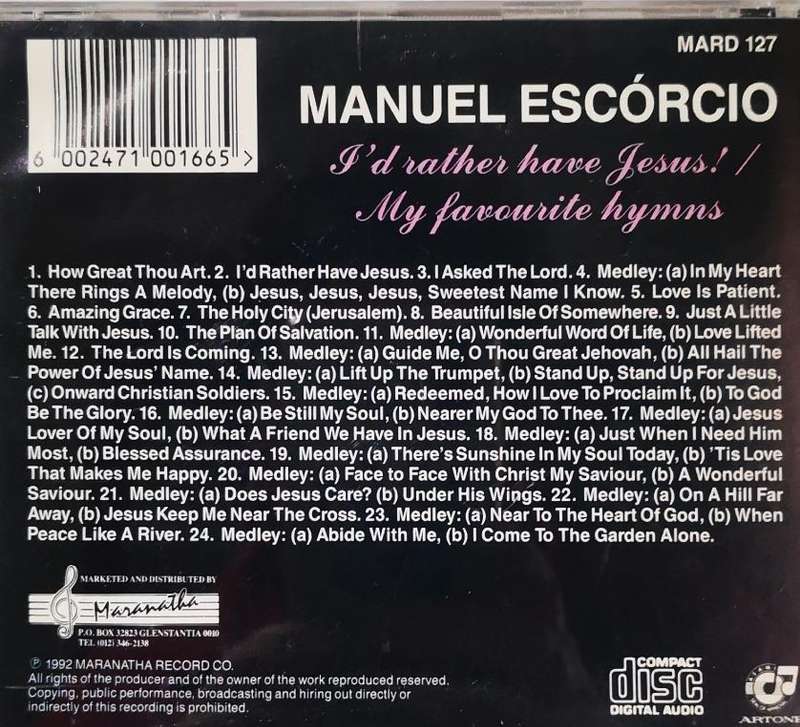 MARD 127
6 002471 001665 >
MANUEL ESCÓRCIO
I'd rather have Jesus! /
My favourite hymns
1. How Great Thou Art. 2. I'd Rather Have Jesus. 3. I Asked The Lord. 4. Medley: (a) In My Heart
There Rings A Melody, (b) Jesus, Jesus, Jesus, Sweetest Name I Know. 5. Love Is Patient.
6. Amazing Grace. 7. The Holy City (Jerusalem). 8. Beautiful Isle Of Somewhere. 9. Just A Little
Talk With Jesus. 10. The Plan Of Salvation. 11. Medley: (a) Wonderful Word Of Life, (b) Love Lifted
Me. 12. The Lord Is Coming. 13. Medley: (a) Guide Me, O Thou Great Jehovah, (b) All Hail The
Power Of Jesus' Name. 14. Medley: (a) Lift Up The Trumpet, (b) Stand Up, Stand Up For Jesus,
(c) Onward Christian Soldiers. 15. Medley: (a) Redeemed, How I Love To Proclaim It, (b) To God
Be The Glory. 16. Medley: (a) Be Still My Soul, (b) Nearer My God To Thee. 17. Medley: (a) Jesus
Lover Of My Soul, (b) What A Friend We Have In Jesus. 18. Medley: (a) Just When I Need Him
Most, (b) Blessed Assurance. 19. Medley: (a) There's Sunshine In My Soul Today, (b) 'Tis Love
That Makes Me Happy. 20. Medley: (a) Face to Face With Christ My Saviour, (b) A Wonderful
Saviour. 21. Medley: (a) Does Jesus Care? (b) Under His Wings. 22. Medley: (a) On A Hill Far
Away, (b) Jesus Keep Me Near The Cross. 23. Medley: (a) Near To The Heart Of God, (b) When
Peace Like A River. 24. Medley: (a) Abide With Me, (b) I Come To The Garden Alone.
MARKETED AND DISTRIBUTED BY
Maranatha
P.O. BOX 32823 GLENSTANTIA 0010
TEL (012) 346-2138
℗ 1992 MARANATHA RECORD CO.
All rights of the producer and of the owner of the work reproduced reserved.
Copying, public performance, broadcasting and hiring out directly or
indirectly of this recording is prohibited.
COMPACT
disc
DIGITAL AUDIO
ARTONE